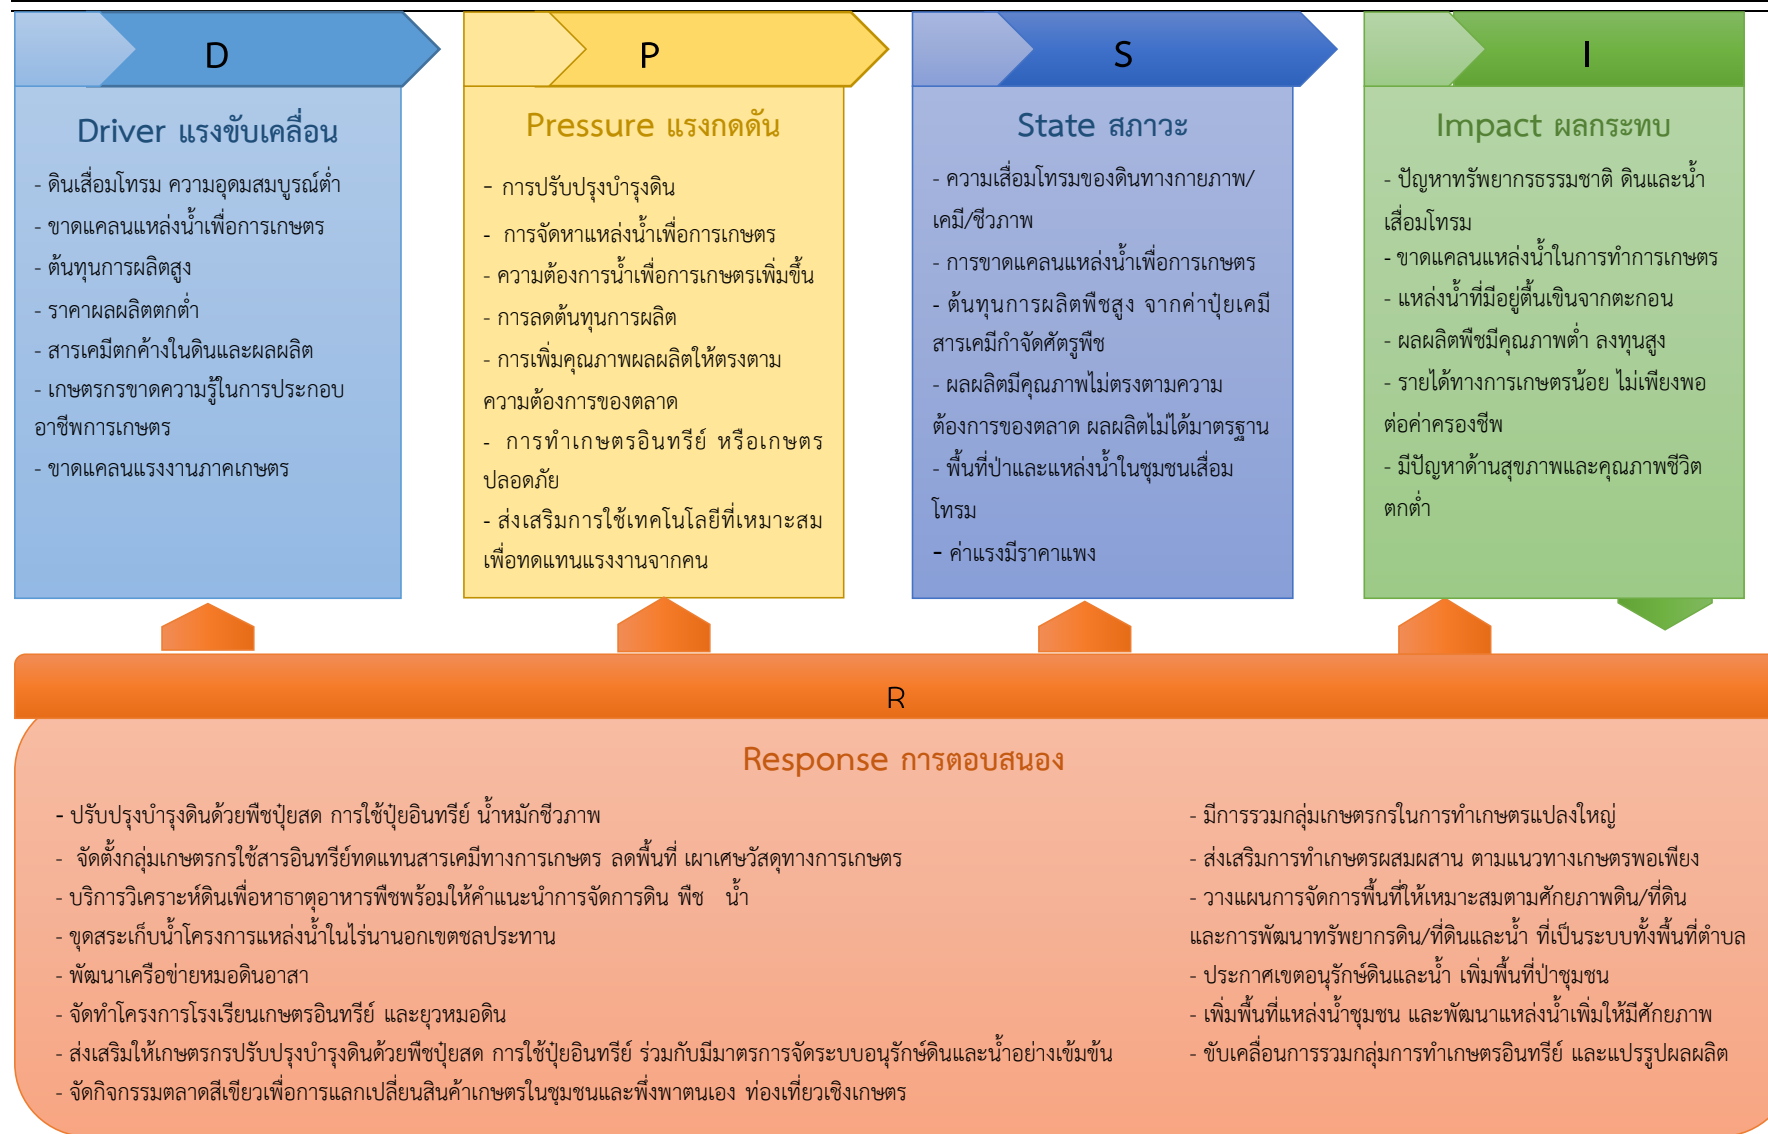 D
Driver แรงขับเคลื่อน
- ดินเสื่อมโทรม ความอุดมสมบูรณ์ต่ำ
- ขาดแคลนแหล่งน้ำเพื่อการเกษตร
- ต้นทุนการผลิตสูง
- ราคาผลผลิตตกต่ำ
- สารเคมีตกค้างในดินและผลผลิต
- เกษตรกรขาดความรู้ในการประกอบ
อาชีพการเกษตร
- ขาดแคลนแรงงานภาคเกษตร
P
Pressure แรงกดดัน
- การปรับปรุงบำรุงดิน
- การจัดหาแหล่งน้ำเพื่อการเกษตร
- ความต้องการน้ำเพื่อการเกษตรเพิ่มขึ้น
- การลดต้นทุนการผลิต
- การเพิ่มคุณภาพผลผลิตให้ตรงตาม
ความต้องการของตลาด
- การทำเกษตรอินทรีย์ หรือเกษตร
ปลอดภัย
- ส่งเสริมการใช้เทคโนโลยีที่เหมาะสม
เพื่อทดแทนแรงงานจากคน
S
State สภาวะ
- ความเสื่อมโทรมของดินทางกายภาพ/
เคมี/ชีวภาพ
- การขาดแคลนแหล่งน้ำเพื่อการเกษตร
- ต้นทุนการผลิตพืชสูง จากค่าปุ๋ยเคมี
สารเคมีกำจัดศัตรูพืช
- ผลผลิตมีคุณภาพไม่ตรงตามความ
ต้องการของตลาด ผลผลิตไม่ได้มาตรฐาน
- พื้นที่ป่าและแหล่งน้ำในชุมชนเสื่อม
โทรม
- ค่าแรงมีราคาแพง
I
Impact ผลกระทบ
- ปัญหาทรัพยากรธรรมชาติ ดินและน้ำ
เสื่อมโทรม
- ขาดแคลนแหล่งน้ำในการทำการเกษตร
- แหล่งน้ำที่มีอยู่ตื้นเขินจากตะกอน
- ผลผลิตพืชมีคุณภาพต่ำ ลงทุนสูง
- รายได้ทางการเกษตรน้อย ไม่เพียงพอ
ต่อค่าครองชีพ
- มีปัญหาด้านสุขภาพและคุณภาพชีวิต
ตกต่ำ
R
Response การตอบสนอง
- ปรับปรุงบำรุงดินด้วยพืชปุ๋ยสด การใช้ปุ๋ยอินทรีย์ น้ำหมักชีวภาพ
- จัดตั้งกลุ่มเกษตรกรใช้สารอินทรีย์ทดแทนสารเคมีทางการเกษตร ลดพื้นที่ เผาเศษวัสดุทางการเกษตร
- บริการวิเคราะห์ดินเพื่อหาธาตุอาหารพืชพร้อมให้คำแนะนำการจัดการดิน พืช น้ำ
- ขุดสระเก็บน้ำโครงการแหล่งน้ำในไร่นานอกเขตชลประทาน
- พัฒนาเครือข่ายหมอดินอาสา
- จัดทำโครงการโรงเรียนเกษตรอินทรีย์ และยุวหมอดิน
- ส่งเสริมให้เกษตรกรปรับปรุงบำรุงดินด้วยพืชปุ๋ยสด การใช้ปุ๋ยอินทรีย์ ร่วมกับมีมาตรการจัดระบบอนุรักษ์ดินและน้ำอย่างเข้มข้น
- จัดกิจกรรมตลาดสีเขียวเพื่อการแลกเปลี่ยนสินค้าเกษตรในชุมชนและพึ่งพาตนเอง ท่องเที่ยวเชิงเกษตร
- มีการรวมกลุ่มเกษตรกรในการทำเกษตรแปลงใหญ่
- ส่งเสริมการทำเกษตรผสมผสาน ตามแนวทางเกษตรพอเพียง
- วางแผนการจัดการพื้นที่ให้เหมาะสมตามศักยภาพดิน/ที่ดิน
และการพัฒนาทรัพยากรดิน/ที่ดินและน้ำ ที่เป็นระบบทั้งพื้นที่ตำบล
- ประกาศเขตอนุรักษ์ดินและน้ำ เพิ่มพื้นที่ป่าชุมชน
- เพิ่มพื้นที่แหล่งน้ำชุมชน และพัฒนาแหล่งน้ำเพิ่มให้มีศักยภาพ
- ขับเคลื่อนการรวมกลุ่มการทำเกษตรอินทรีย์ และแปรรูปผลผลิต